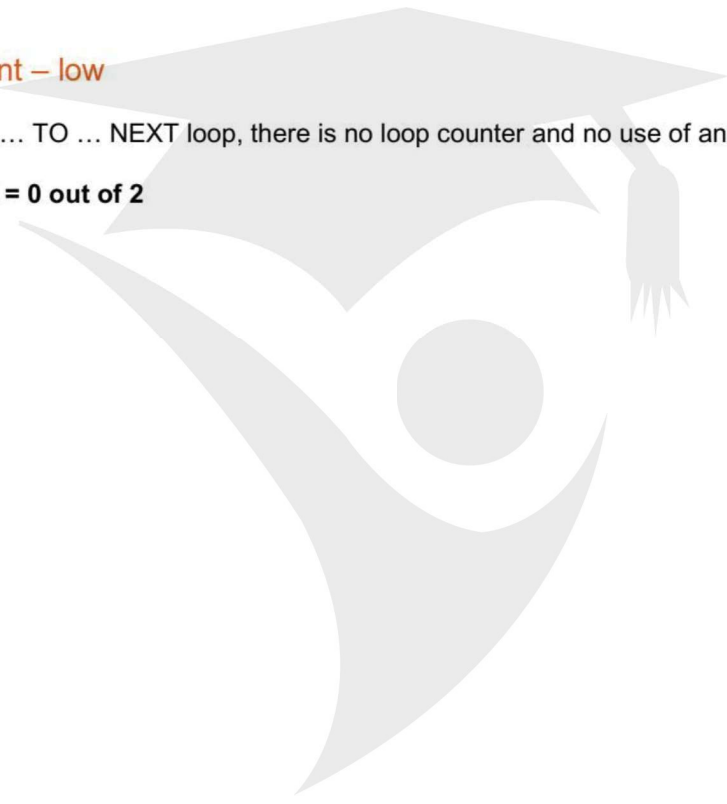 nt – low
… TO … NEXT loop, there is no loop counter and no use of an
= 0 out of 2